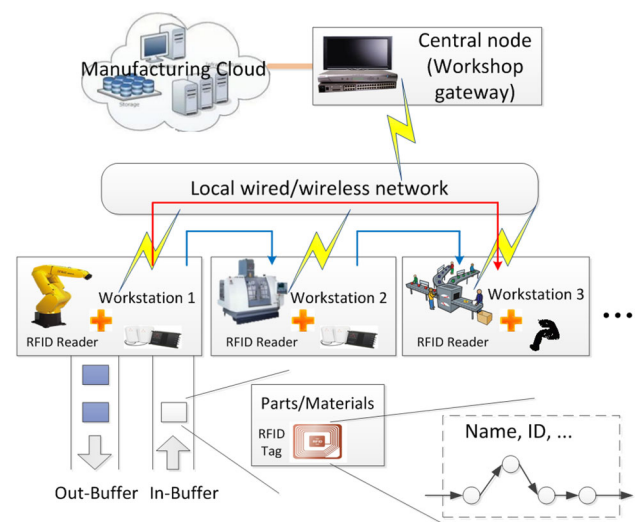 Manufacturing Cloud
Storage
Central node
(Workshop
gateway)
Local wired/wireless network
Workstation 1
RFID Reader
Workstation 2
RFID Reader
Workstation 3
RFID Reader
...
Parts/Materials
RFID
Tag
Name, ID, ...
Out-Buffer
In-Buffer